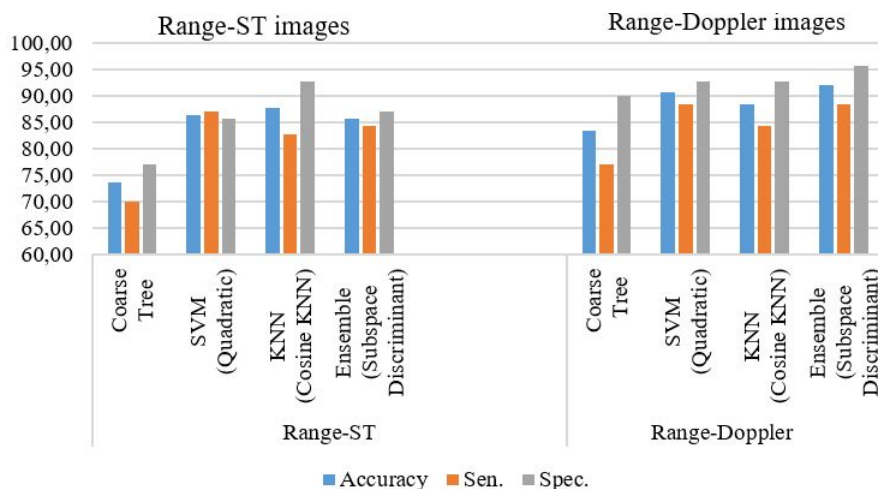 Range-ST images
Range-Doppler images
100,00
95,00
90,00
85,00
80,00
75,00
70,00
65,00
60,00
Coarse
Tree
SVM
(Quadratic)
KNN
(Cosine KNN)
Ensemble
(Subspace
Discriminant)
Coarse
Tree
SVM
(Quadratic)
KNN
(Cosine KNN)
Ensemble
(Subspace
Discriminant)
Range-ST
Range-Doppler
Accuracy
Sen.
Spec.